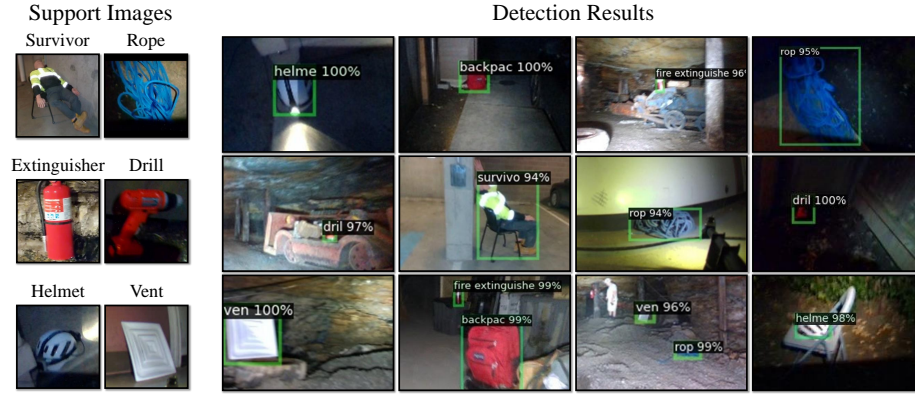 Support Images
Detection Results
Survivor
Rope
Extinguisher
Drill
Helmet
Vent
helme 100%
backpac 100%
fire extinguishe 96%
rop 95%
dril 97%
survivo 94%
rop 94%
dril 100%
ven 100%
fire extinguishe 99%
backpac 99%
ven 96%
rop 99%
helme 98%